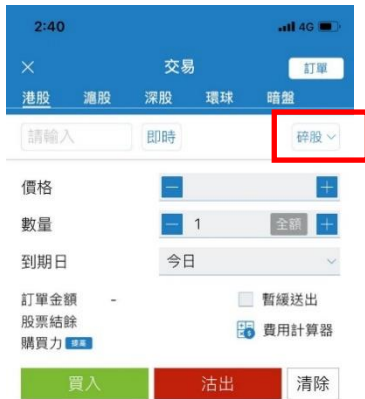 2:40 4G
× 交易 訂單
港股 滬股 深股 環球 暗盤
請輸入 即時 碎股
價格 − +
數量 − 1 全額 +
到期日 今日
訂單金額 - 暫緩送出
股票結餘
購買力 提高 費用計算器
買入 沽出 清除